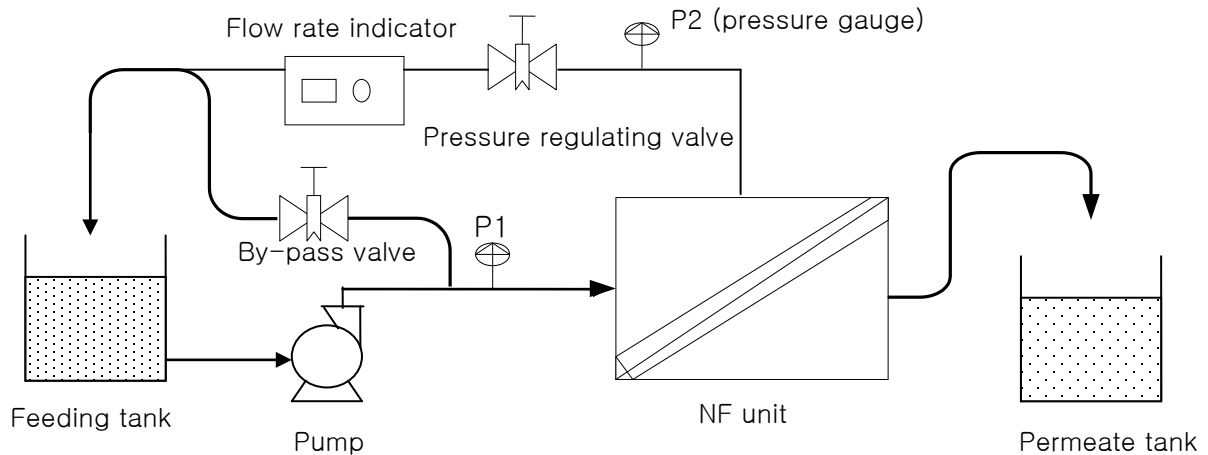 Flow rate indicator
P2 (pressure gauge)
Pressure regulating valve
By-pass valve
P1
Feeding tank
Pump
NF unit
Permeate tank